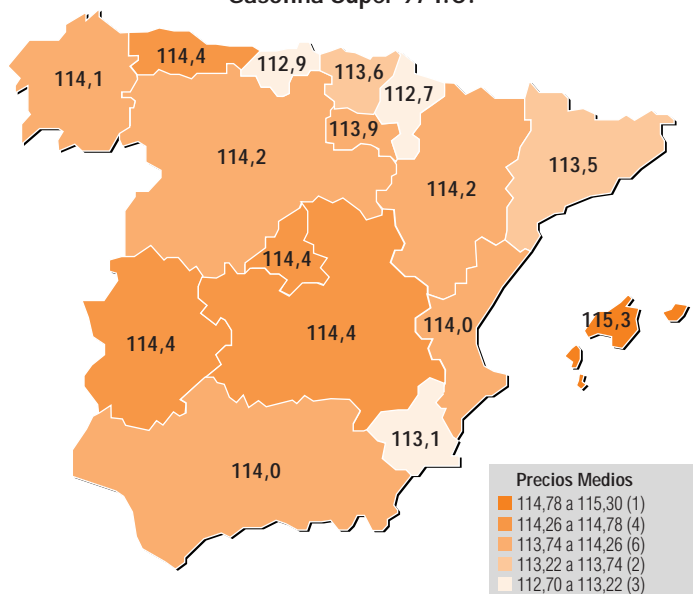 114,4
112,9
113,6
112,7
114,1
113,9
114,2
114,2
113,5
114,4
115,3
114,4
114,4
114,0
113,1
114,0
Precios Medios
114,78 a 115,30 (1)
114,26 a 114,78 (4)
113,74 a 114,26 (6)
113,22 a 113,74 (2)
112,70 a 113,22 (3)